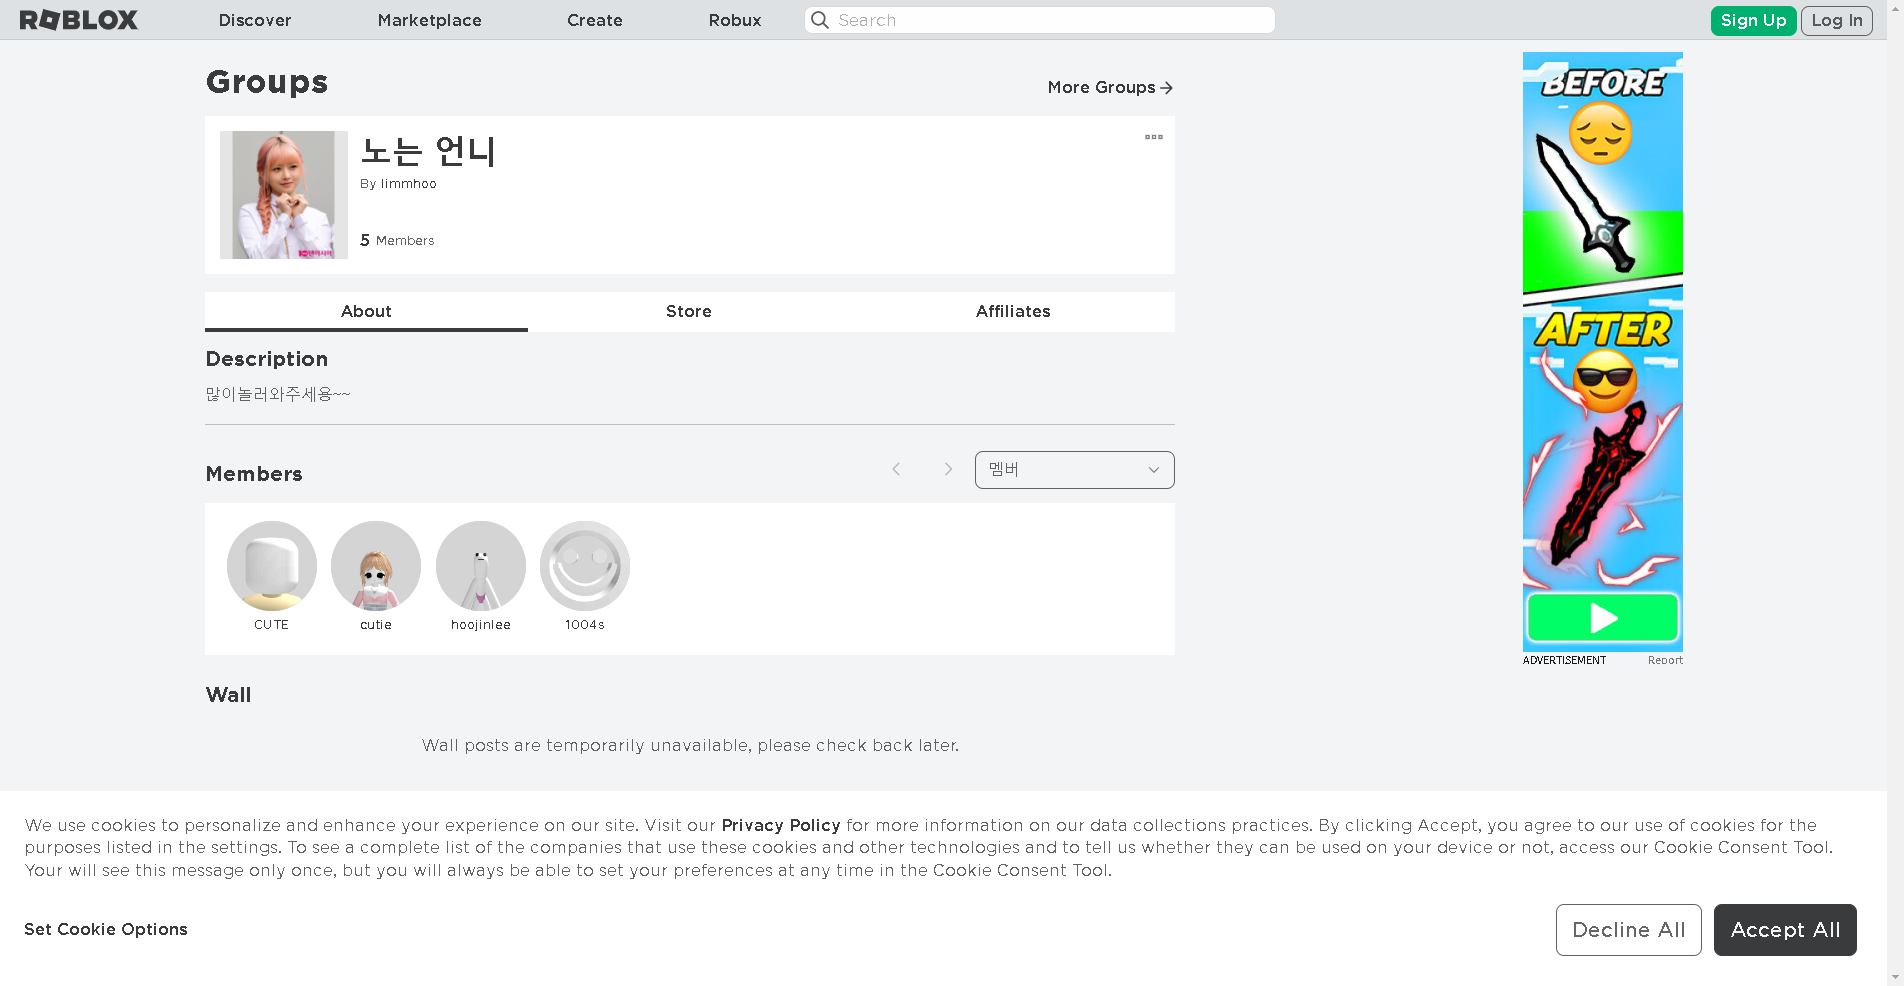 ROBLOX
Discover
Marketplace
Create
Robux
Search
Sign Up
Log In
Groups
More Groups
노는 언니
By limmhoo
5 Members
About
Store
Affiliates
Description
많이놀러와주세용~~
Members
멤버
CUTE
cutie
hoojinlee
1004s
Wall
Wall posts are temporarily unavailable, please check back later.
BEFORE
AFTER
ADVERTISEMENT
Report
We use cookies to personalize and enhance your experience on our site. Visit our Privacy Policy for more information on our data collections practices. By clicking Accept, you agree to our use of cookies for the
purposes listed in the settings. To see a complete list of the companies that use these cookies and other technologies and to tell us whether they can be used on your device or not, access our Cookie Consent Tool.
Your will see this message only once, but you will always be able to set your preferences at any time in the Cookie Consent Tool.
Set Cookie Options
Decline All
Accept All